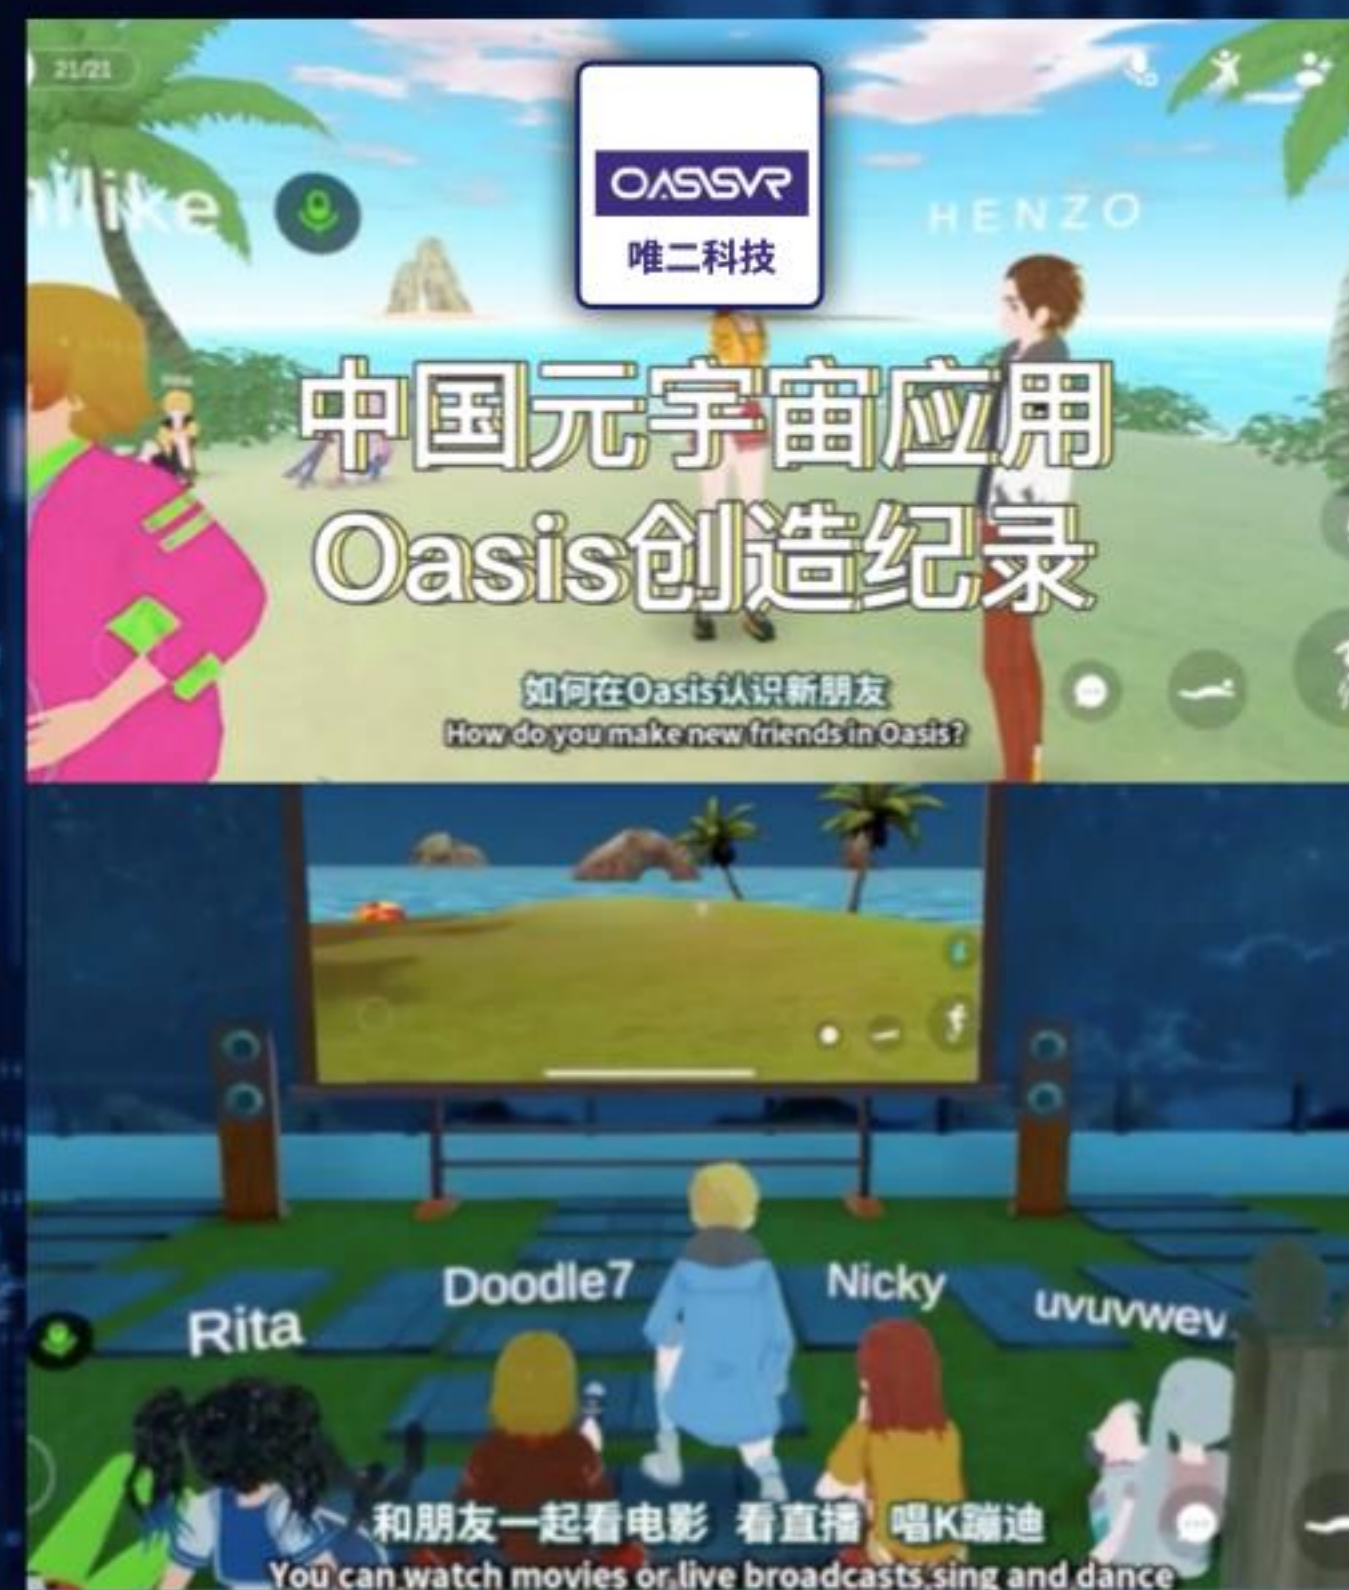 21/21
OASISVR
唯二科技
HENZO
中国元宇宙应用
Oasis创造纪录
如何在Oasis认识新朋友
How do you make new friends in Oasis?
Doodle7
Nicky
Rita
uvuvwev
和朋友一起看电影 看直播 唱K蹦迪
You can watch movies or live broadcasts,sing and dance